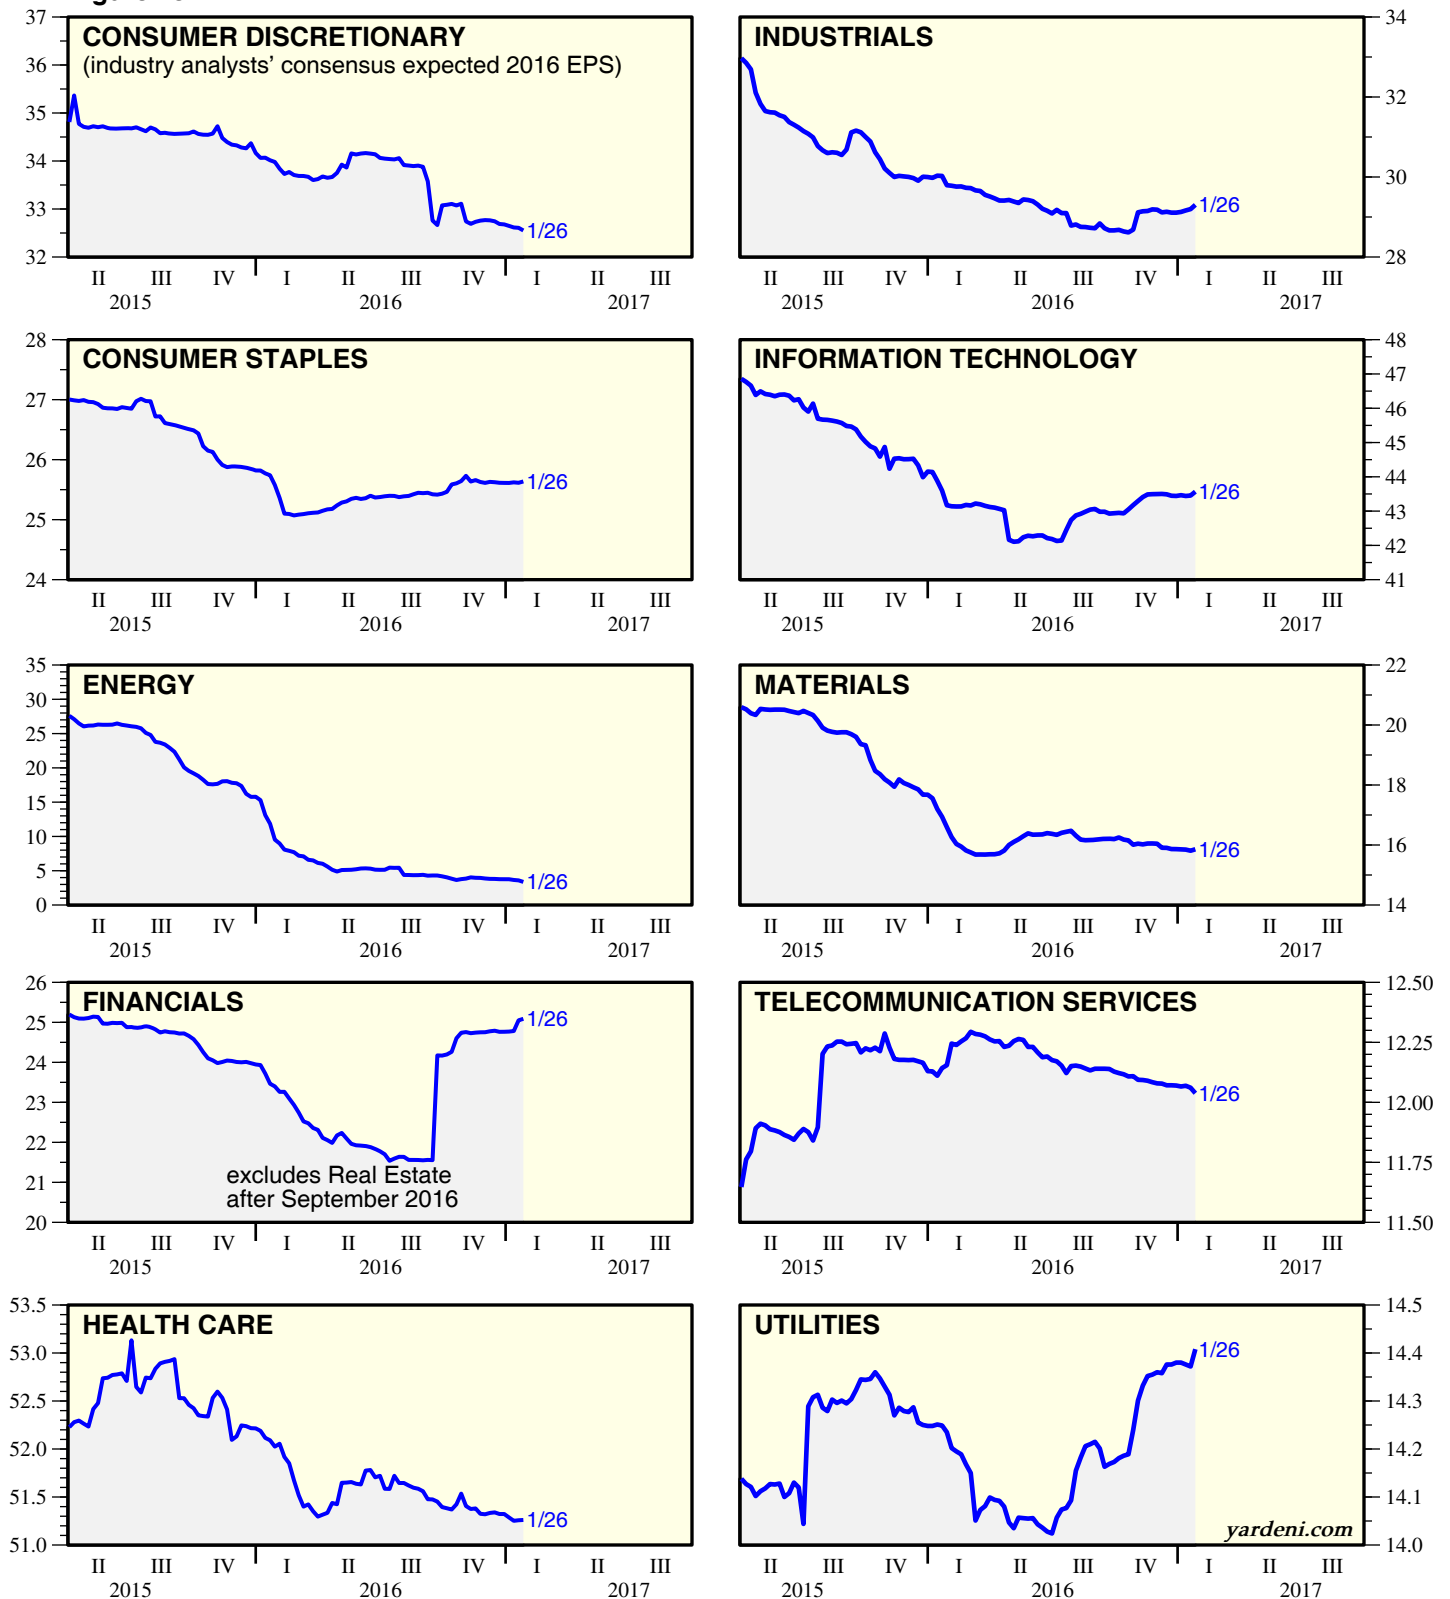 37
CONSUMER DISCRETIONARY
(industry analysts' consensus expected 2016 EPS)
36
35
34
33
32
1/26
II III IV I II III IV I II III
2015 2016 2017
INDUSTRIALS
34
32
30
28
1/26
II III IV I II III IV I II III
2015 2016 2017
28
CONSUMER STAPLES
27
26
25
24
1/26
II III IV I II III IV I II III
2015 2016 2017
INFORMATION TECHNOLOGY
48
47
46
45
44
43
42
41
1/26
II III IV I II III IV I II III
2015 2016 2017
35
ENERGY
30
25
20
15
10
5
0
1/26
II III IV I II III IV I II III
2015 2016 2017
MATERIALS
22
20
18
16
14
1/26
II III IV I II III IV I II III
2015 2016 2017
26
FINANCIALS
25
24
23
22
21
20
1/26
excludes Real Estate
after September 2016
II III IV I II III IV I II III
2015 2016 2017
TELECOMMUNICATION SERVICES
12.50
12.25
12.00
11.75
11.50
1/26
II III IV I II III IV I II III
2015 2016 2017
53.5
HEALTH CARE
53.0
52.5
52.0
51.5
51.0
1/26
II III IV I II III IV I II III
2015 2016 2017
UTILITIES
14.5
14.4
14.3
14.2
14.1
14.0
1/26
yardeni.com
II III IV I II III IV I II III
2015 2016 2017